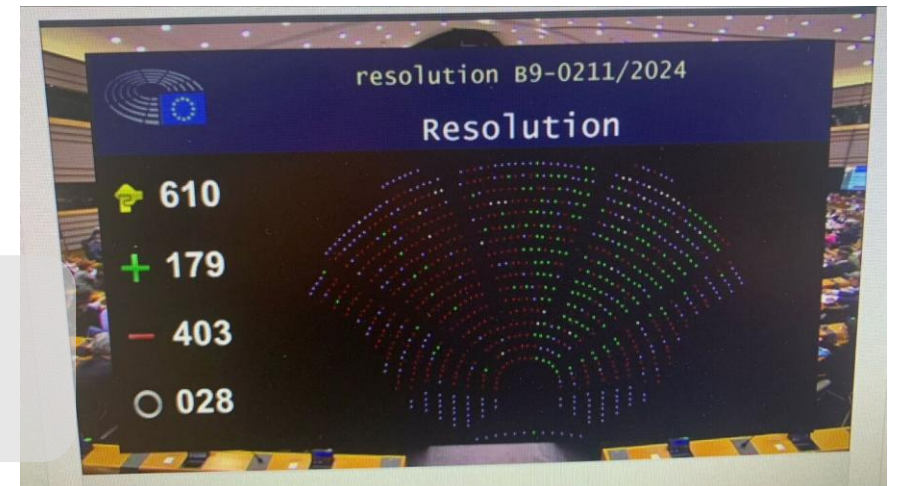 resolution B9-0211/2024
Resolution
610
+ 179
- 403
028